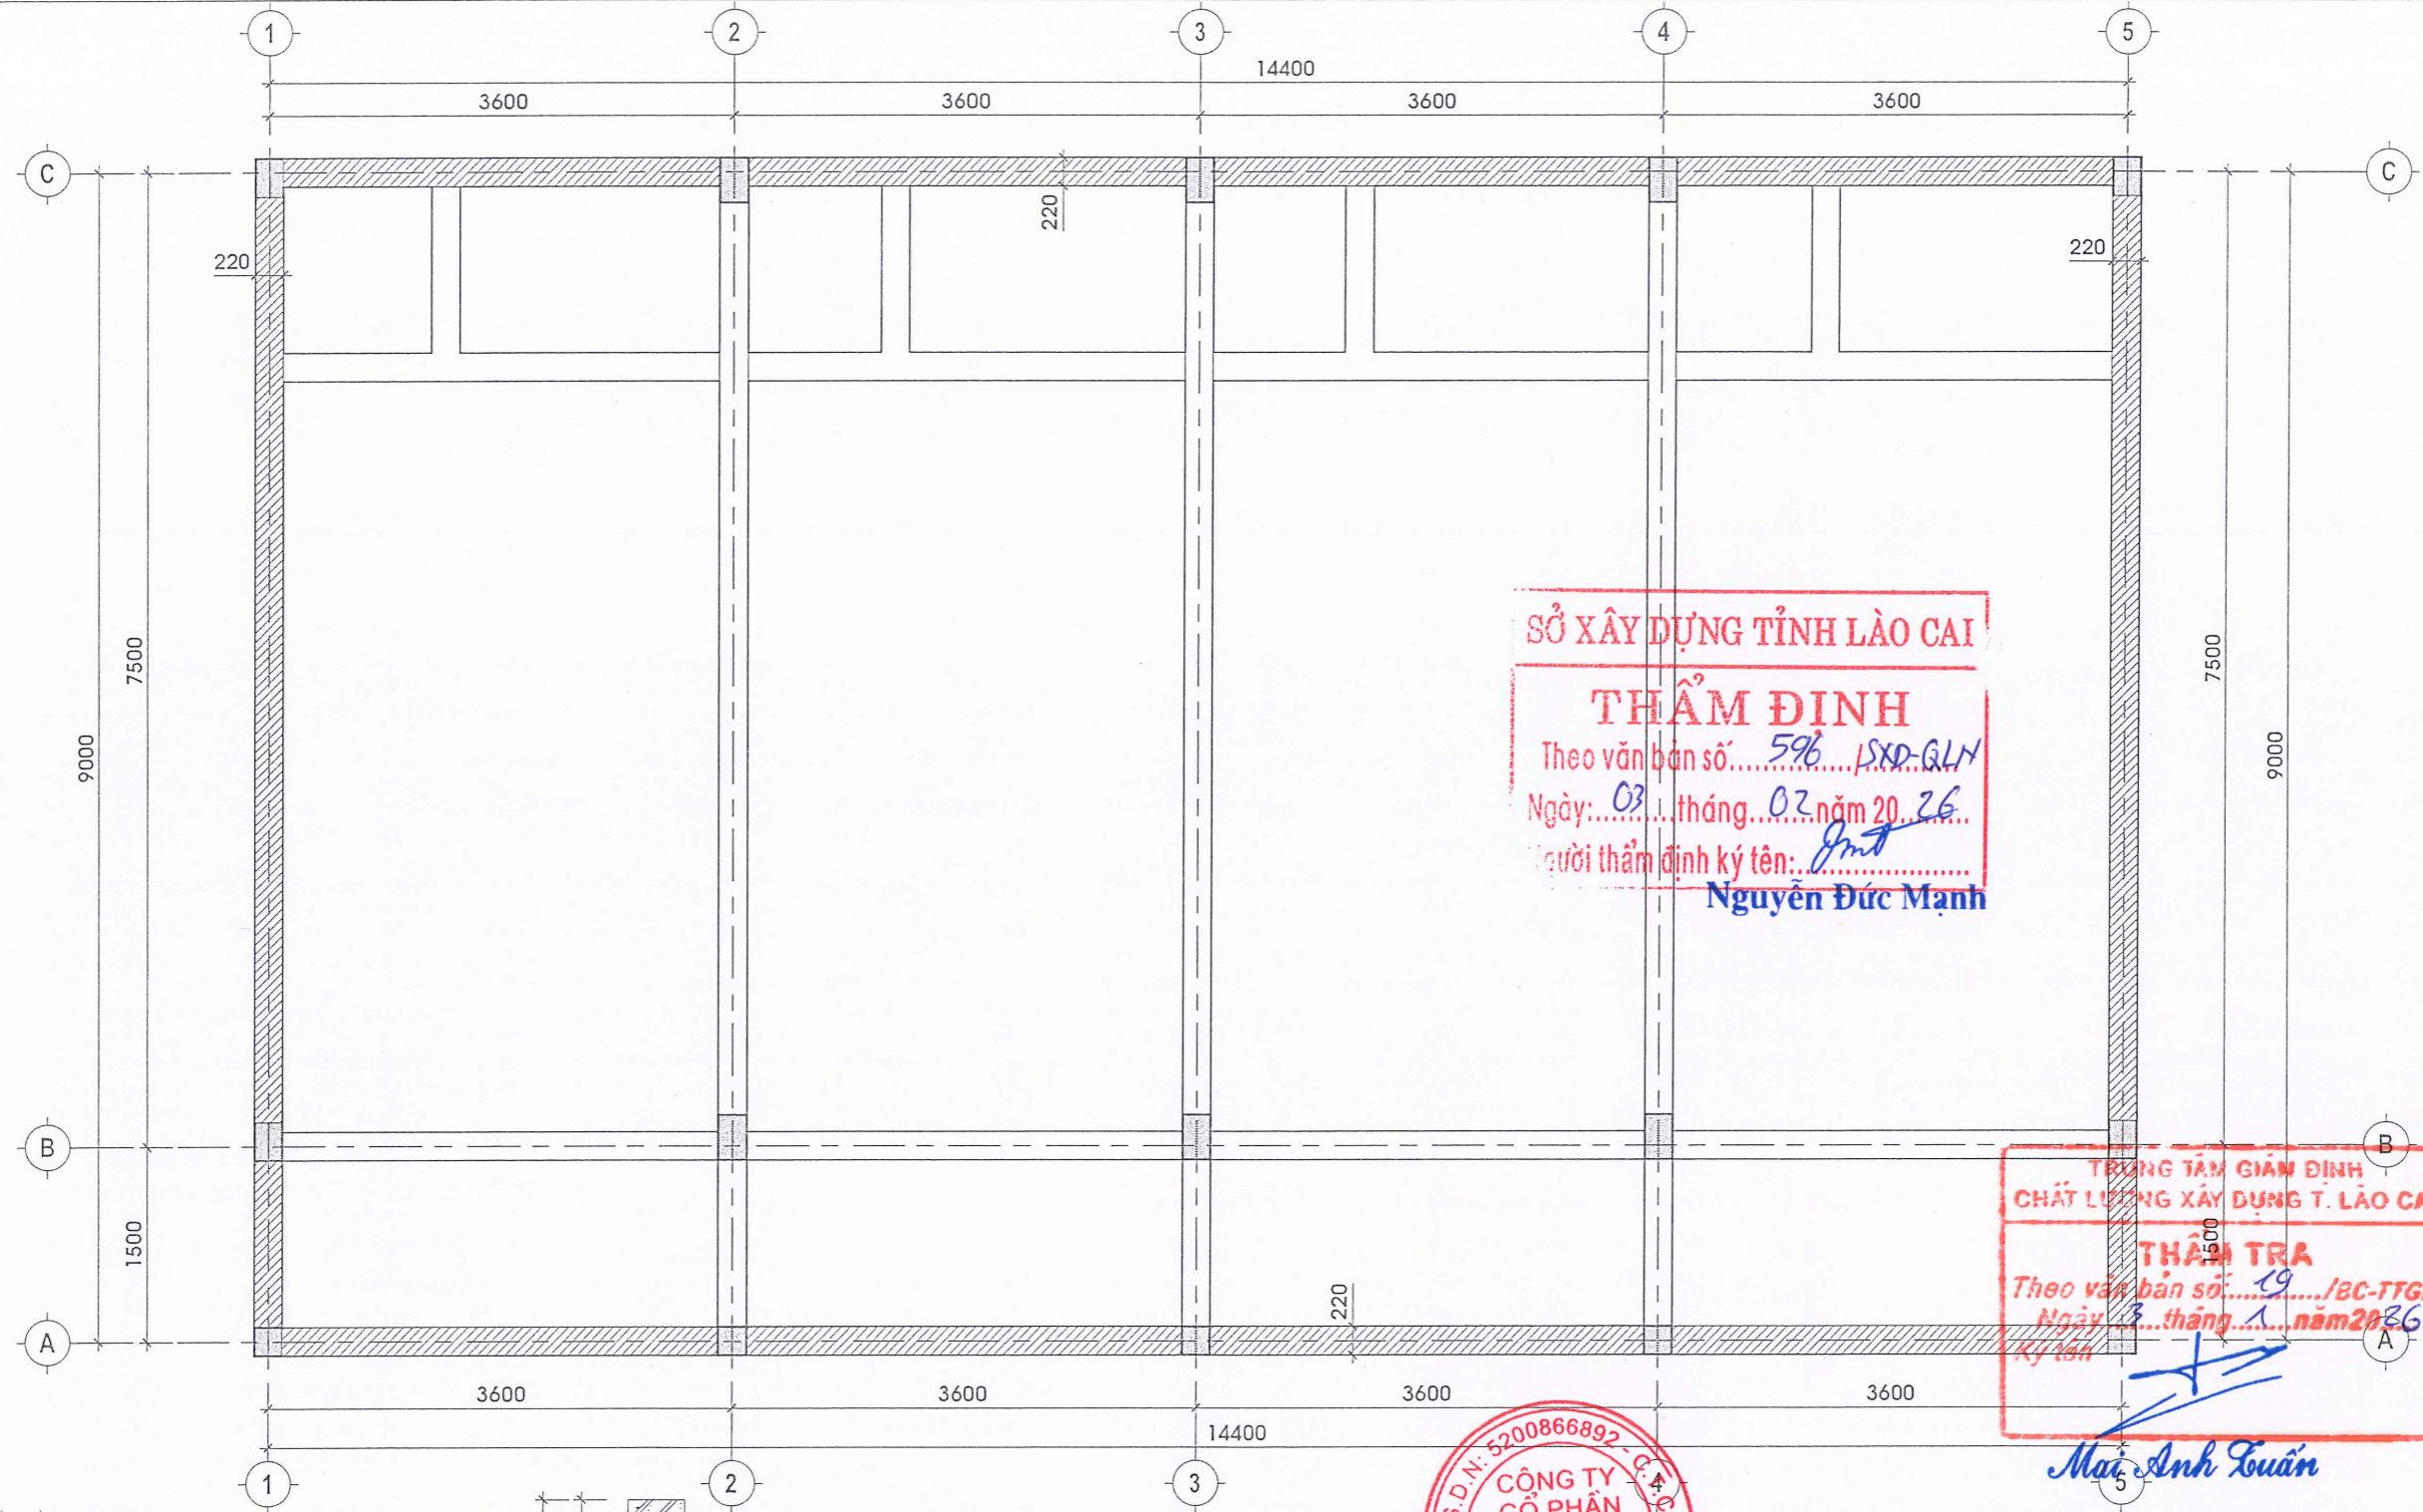 1 2 3 4 5
14400
3600 3600 3600 3600
C C
220
220 220
7500 7500
9000 9000
SỞ XÂY DỰNG TỈNH LÀO CAI
THẨM ĐỊNH
Theo văn bản số.....596...../SXD-QLN
Ngày:...03...tháng...02...năm 20..26..
gười thẩm định ký tên:
Nguyễn Đức Mạnh
B B
TRUNG TÂM GIÁM ĐỊNH
CHẤT LƯỢNG XÂY DỰNG T. LÀO CA
1500 1500
THẨM TRA
Theo văn bản số:....19...../BC-TTG
Ngày 3...tháng...1...năm 2026
Ký tên
220
A A
3600 3600 3600 3600
14400
Mai Anh Tuấn
S.D.N: 5200866892 - C.T.C
CÔNG TY
CỔ PHẦN
1 2 3 4 5